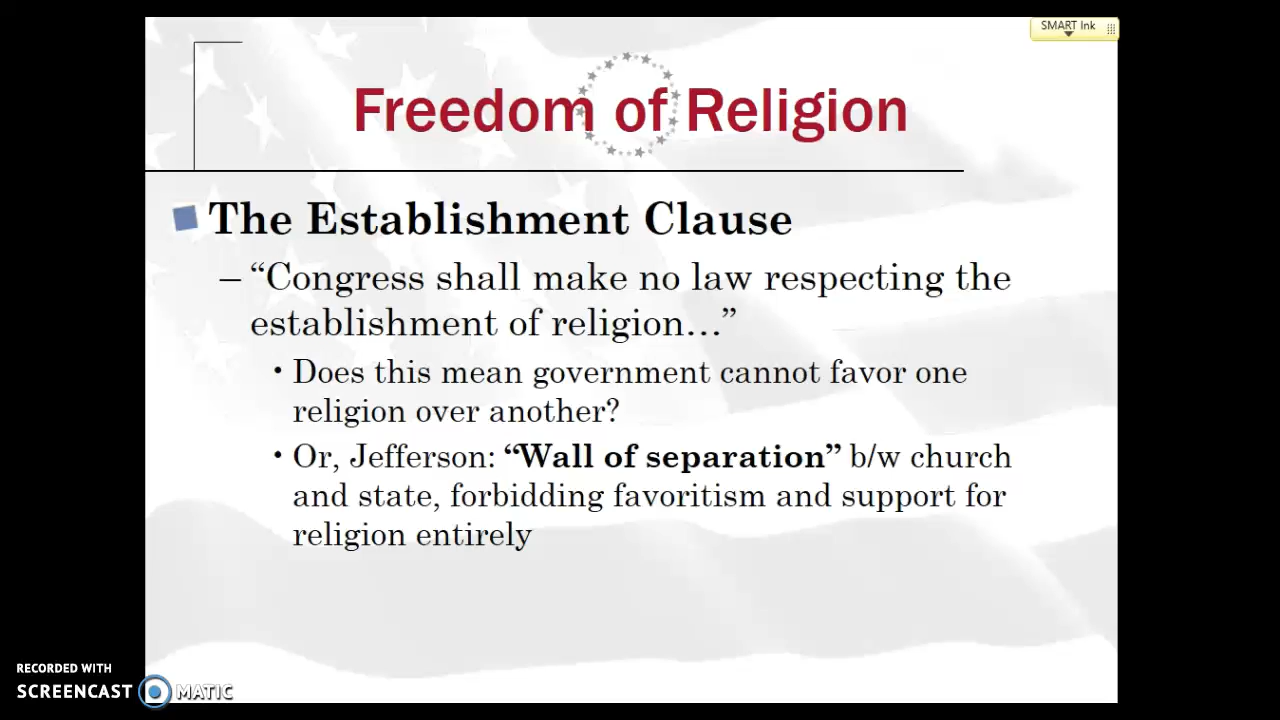 SMART Ink
Freedom of Religion
The Establishment Clause
– “Congress shall make no law respecting the
establishment of religion…”
• Does this mean government cannot favor one
religion over another?
• Or, Jefferson: “Wall of separation” b/w church
and state, forbidding favoritism and support for
religion entirely
RECORDED WITH
SCREENCAST MATIC